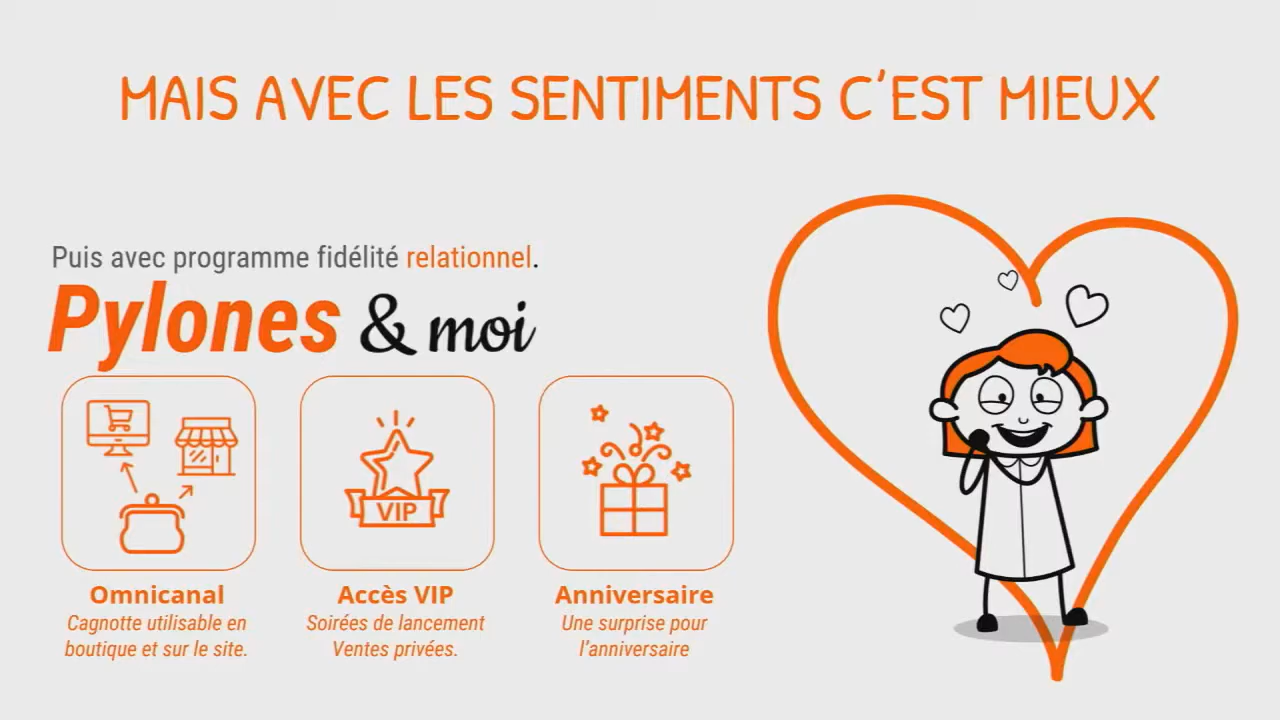 MAIS AVEC LES SENTIMENTS C'EST MIEUX
Puis avec programme fidélité relationnel.
Pylones & moi
VIP
Omnicanal
Cagnotte utilisable en
boutique et sur le site.
Accès VIP
Soirées de lancement
Ventes privées.
Anniversaire
Une surprise pour
l'anniversaire